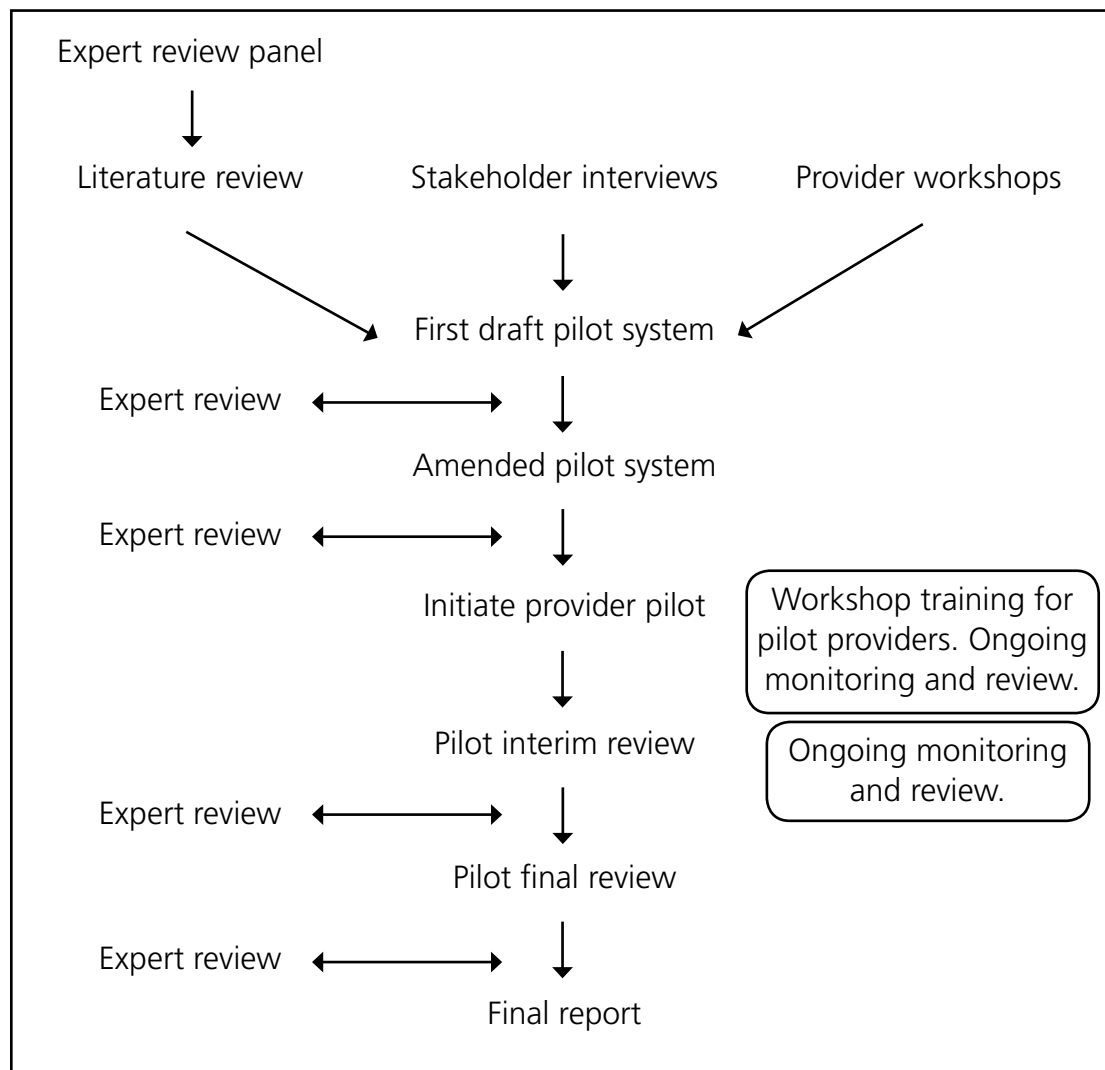 Expert review panel
Literature review
Stakeholder interviews
Provider workshops
First draft pilot system
Expert review
Amended pilot system
Expert review
Initiate provider pilot
Workshop training for
pilot providers. Ongoing
monitoring and review.
Pilot interim review
Ongoing monitoring
and review.
Expert review
Pilot final review
Expert review
Final report